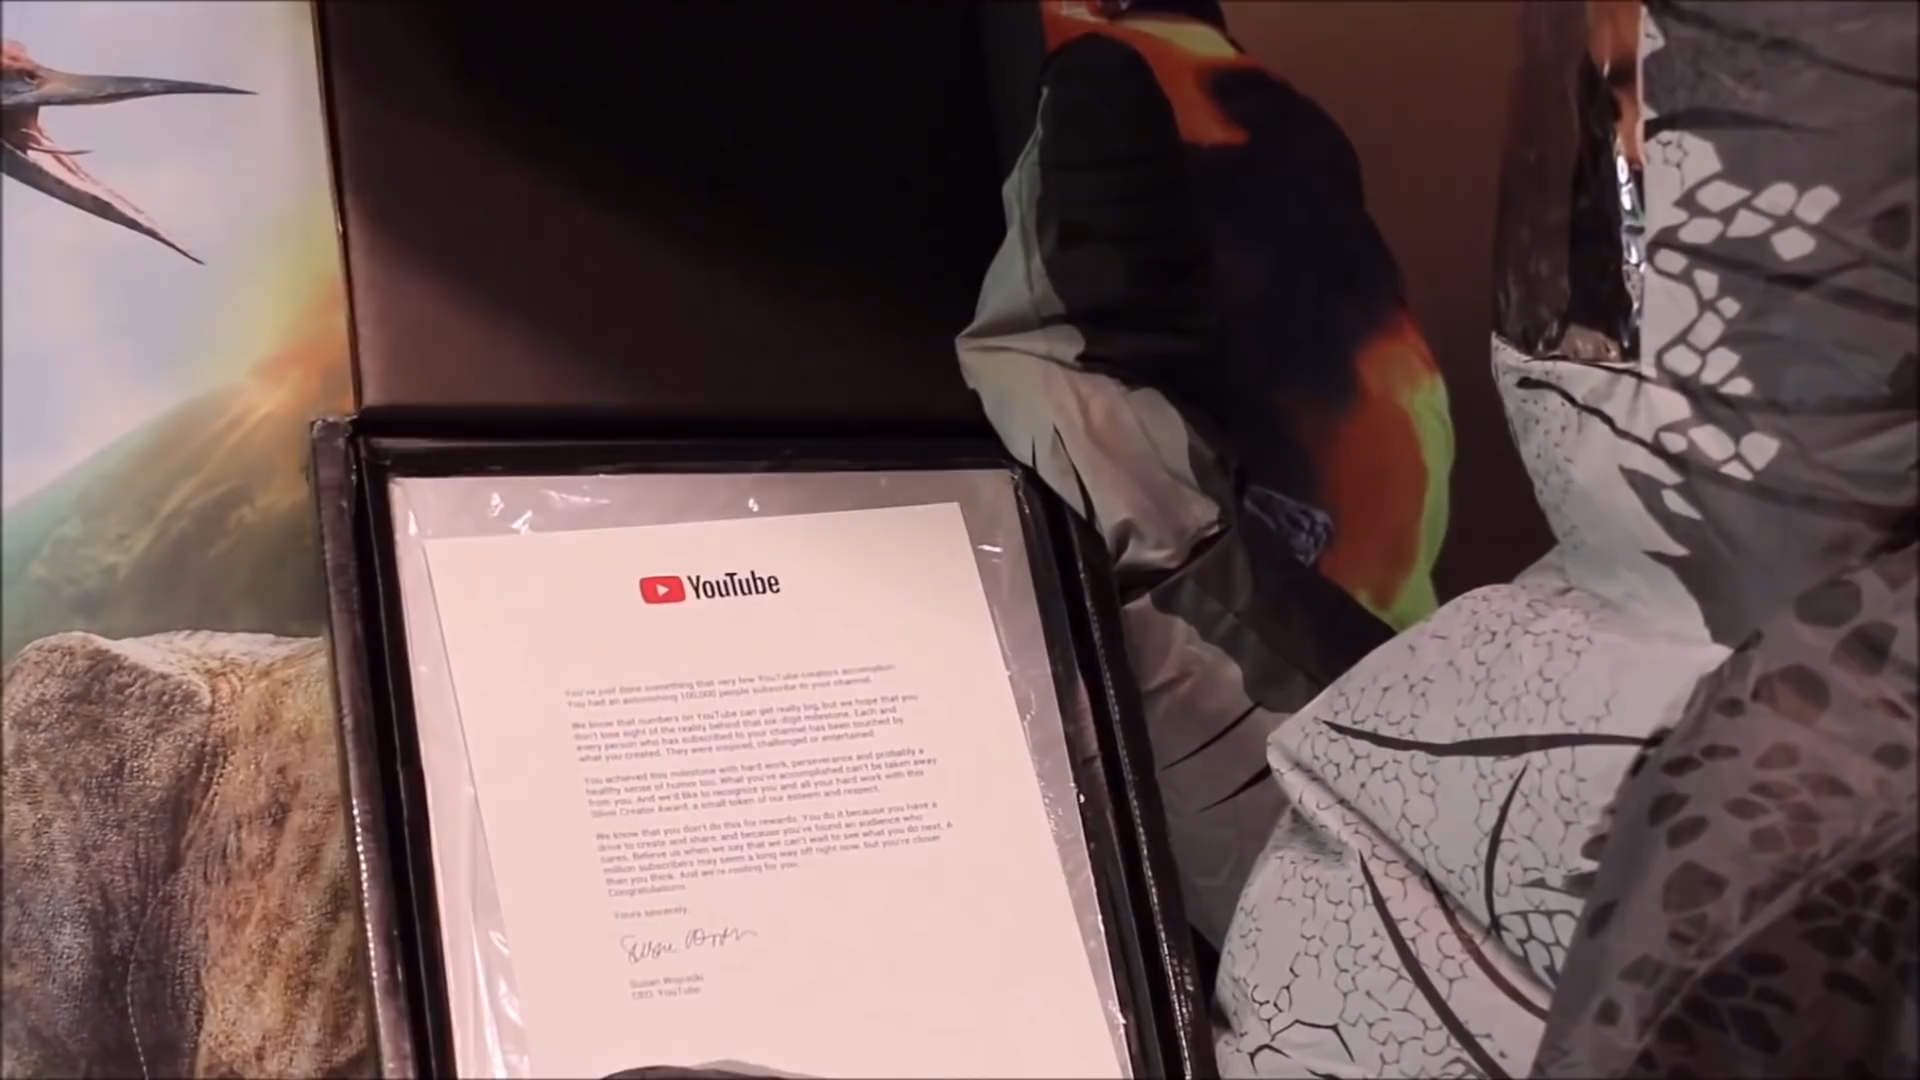 YouTube
You've just done something that very few YouTube creators accomplish.
You had an astonishing 100,000 people subscribe to your channel.
We know that numbers on YouTube can get really big, but we hope that you
don't lose sight of the reality behind that six-digit milestone. Each and
every person who has subscribed to your channel has been touched by
what you created. They were inspired, challenged or entertained.
You achieved this milestone with hard work, perseverance and probably a
healthy sense of humor too. What you've accomplished can't be taken away
from you. And we'd like to recognize you and all your hard work with this
Silver Creator Award, a small token of our esteem and respect.
We know that you don't do this for rewards. You do it because you have a
drive to create and share, and because you've found an audience who
cares. Believe us when we say that we can't wait to see what you do next. A
million subscribers may seem a long way off right now, but you're closer
than you think. And we're rooting for you.
Congratulations.
Yours sincerely,
Susan Wojcicki
CEO, YouTube